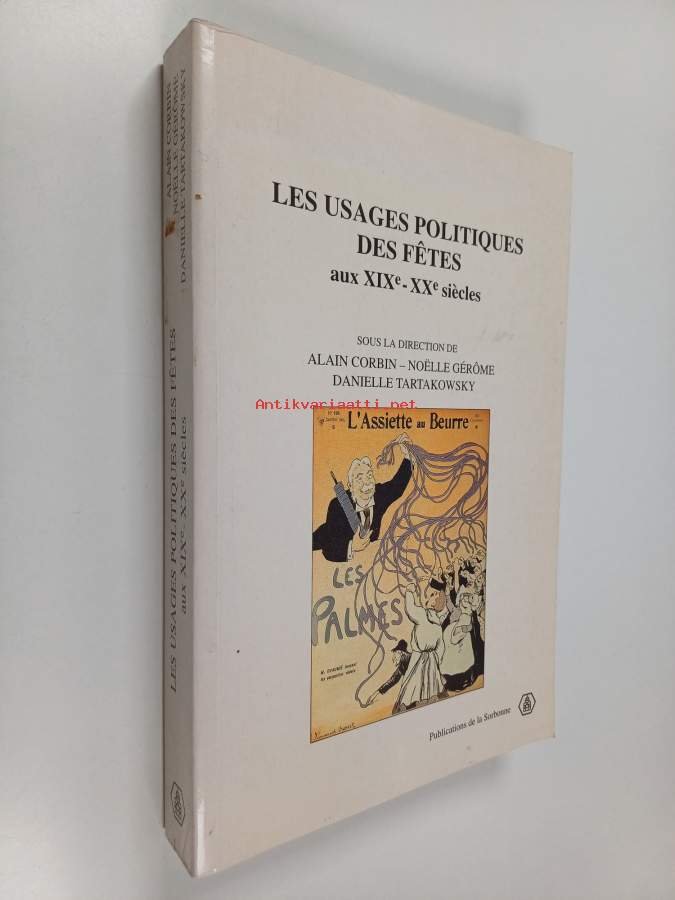 LES USAGES POLITIQUES
DES FÊTES
aux XIXe - XXe siècles
SOUS LA DIRECTION DE
ALAIN CORBIN – NOËLLE GÉRÔME
DANIELLE TARTAKOWSKY
Antikvariaatti.net
L'Assiette au Beurre
LES
PALMES
Publications de la Sorbonne
ALAIN CORBIN
NOËLLE GÉRÔME
DANIELLE TARTAKOWSKY
LES USAGES POLITIQUES DES FÊTES
aux XIXe - XXe siècles